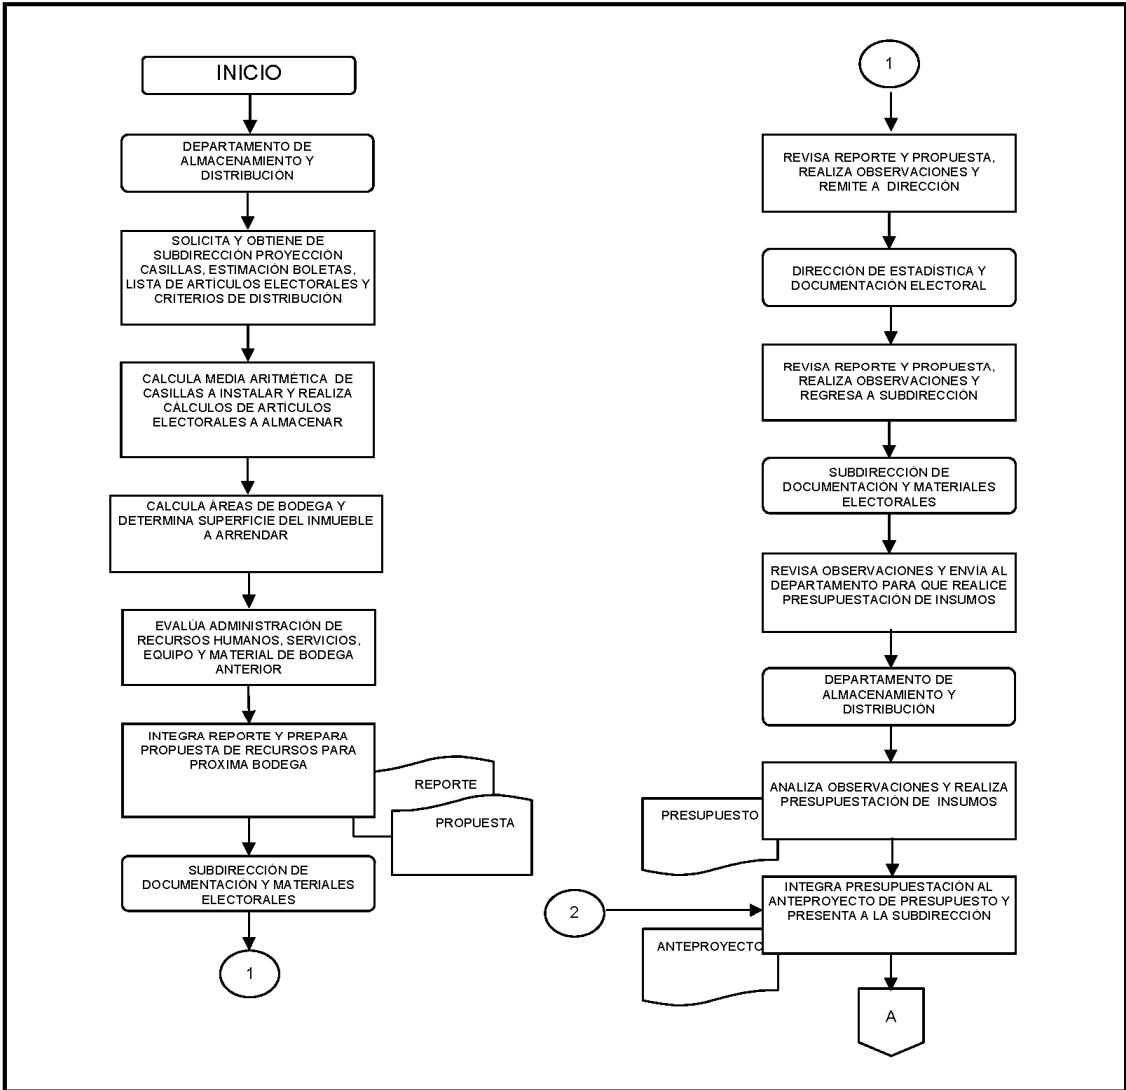 INICIO
DEPARTAMENTO DE
ALMACENAMIENTO Y
DISTRIBUCIÓN
SOLICITA Y OBTIENE DE
SUBDIRECCIÓN PROYECCIÓN
CASILLAS, ESTIMACIÓN BOLETAS,
LISTA DE ARTÍCULOS ELECTORALES Y
CRITERIOS DE DISTRIBUCIÓN
CALCULA MEDIA ARITMÉTICA DE
CASILLAS A INSTALAR Y REALIZA
CÁLCULOS DE ARTÍCULOS
ELECTORALES A ALMACENAR
CALCULA ÁREAS DE BODEGA Y
DETERMINA SUPERFICIE DEL INMUEBLE
A ARRENDAR
EVALÚA ADMINISTRACIÓN DE
RECURSOS HUMANOS, SERVICIOS,
EQUIPO Y MATERIAL DE BODEGA
ANTERIOR
INTEGRA REPORTE Y PREPARA
PROPUESTA DE RECURSOS PARA
PROXIMA BODEGA
REPORTE
PROPUESTA
SUBDIRECCIÓN DE
DOCUMENTACIÓN Y MATERIALES
ELECTORALES
1
1
REVISA REPORTE Y PROPUESTA,
REALIZA OBSERVACIONES Y
REMITE A DIRECCIÓN
DIRECCIÓN DE ESTADÍSTICA Y
DOCUMENTACIÓN ELECTORAL
REVISA REPORTE Y PROPUESTA,
REALIZA OBSERVACIONES Y
REGRESA A SUBDIRECCIÓN
SUBDIRECCIÓN DE
DOCUMENTACIÓN Y MATERIALES
ELECTORALES
REVISA OBSERVACIONES Y ENVÍA AL
DEPARTAMENTO PARA QUE REALICE
PRESUPUESTACIÓN DE INSUMOS
DEPARTAMENTO DE
ALMACENAMIENTO Y
DISTRIBUCIÓN
ANALIZA OBSERVACIONES Y REALIZA
PRESUPUESTACIÓN DE INSUMOS
PRESUPUESTO
INTEGRA PRESUPUESTACIÓN AL
ANTEPROYECTO DE PRESUPUESTO Y
PRESENTA A LA SUBDIRECCIÓN
2
ANTEPROYECTO
A